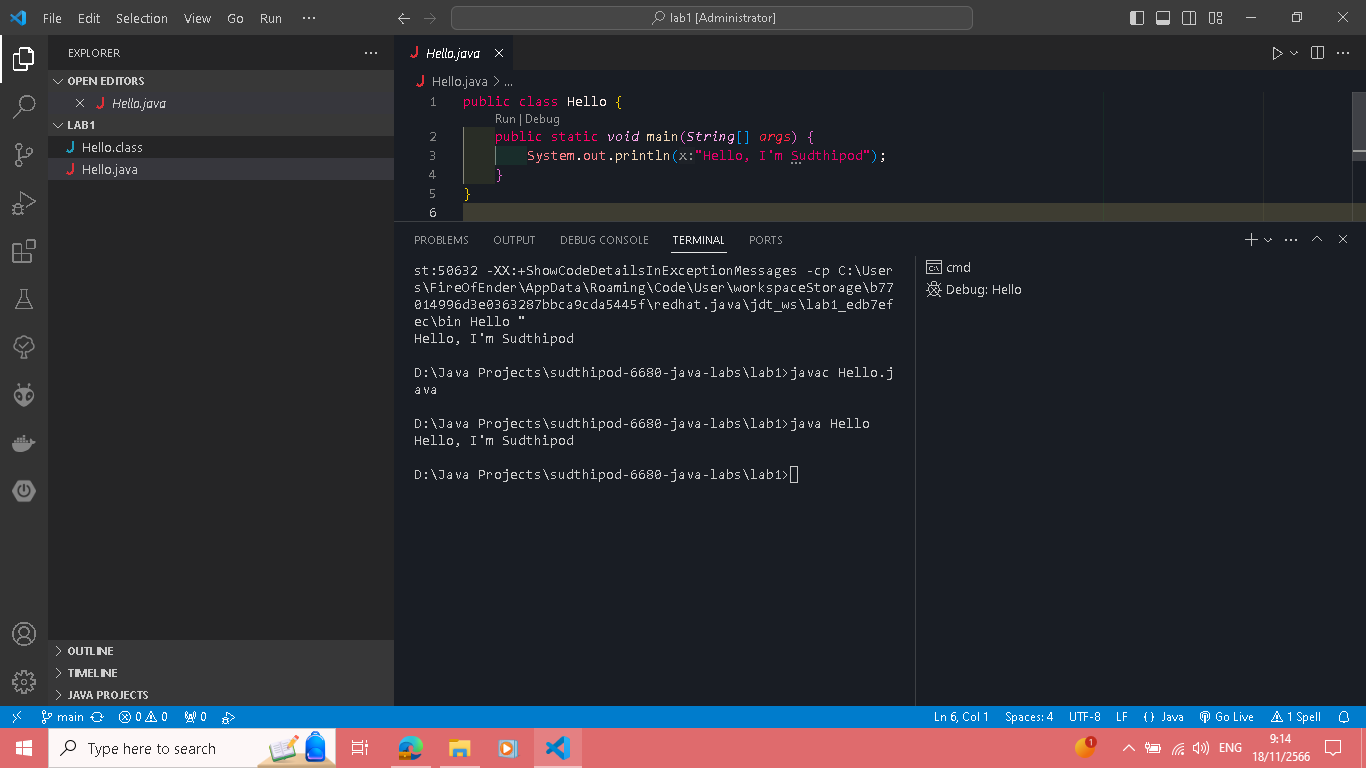 File Edit Selection View Go Run ···
lab1 [Administrator]
EXPLORER ···
OPEN EDITORS
Hello.java
LAB1
Hello.class
Hello.java
OUTLINE
TIMELINE
JAVA PROJECTS
Hello.java
Hello.java > ...
1 public class Hello {
Run | Debug
2 public static void main(String[] args) {
3 System.out.println(x:"Hello, I'm Sudthipod");
4 }
5 }
6
PROBLEMS OUTPUT DEBUG CONSOLE TERMINAL PORTS
st:50632 -XX:+ShowCodeDetailsInExceptionMessages -cp C:\User
s\FireOfEnder\AppData\Roaming\Code\User\workspaceStorage\b77
014996d3e0363287bbca9cda5445f\redhat.java\jdt_ws\lab1_edb7ef
ec\bin Hello "
Hello, I'm Sudthipod
D:\Java Projects\sudthipod-6680-java-labs\lab1>javac Hello.j
ava
D:\Java Projects\sudthipod-6680-java-labs\lab1>java Hello
Hello, I'm Sudthipod
D:\Java Projects\sudthipod-6680-java-labs\lab1>
cmd
Debug: Hello
main 0 0 0 Ln 6, Col 1 Spaces: 4 UTF-8 LF {} Java Go Live 1 Spell
Type here to search
1
ENG
9:14
18/11/2566